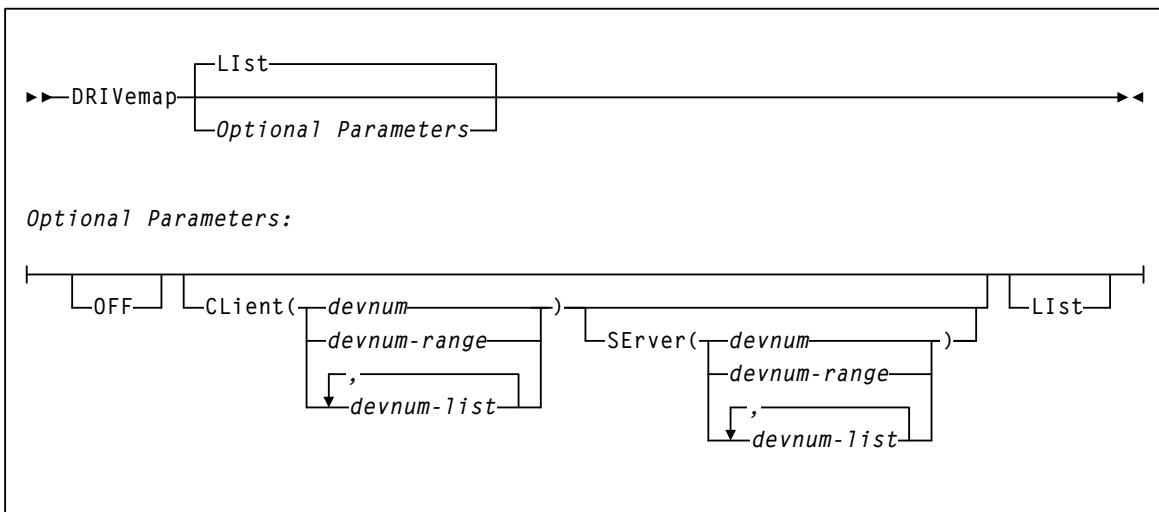 LIst
DRIVemap
Optional Parameters
Optional Parameters:
OFF CLient( devnum ) LIst
devnum-range SErver( devnum )
, devnum-range
devnum-list ,
devnum-list